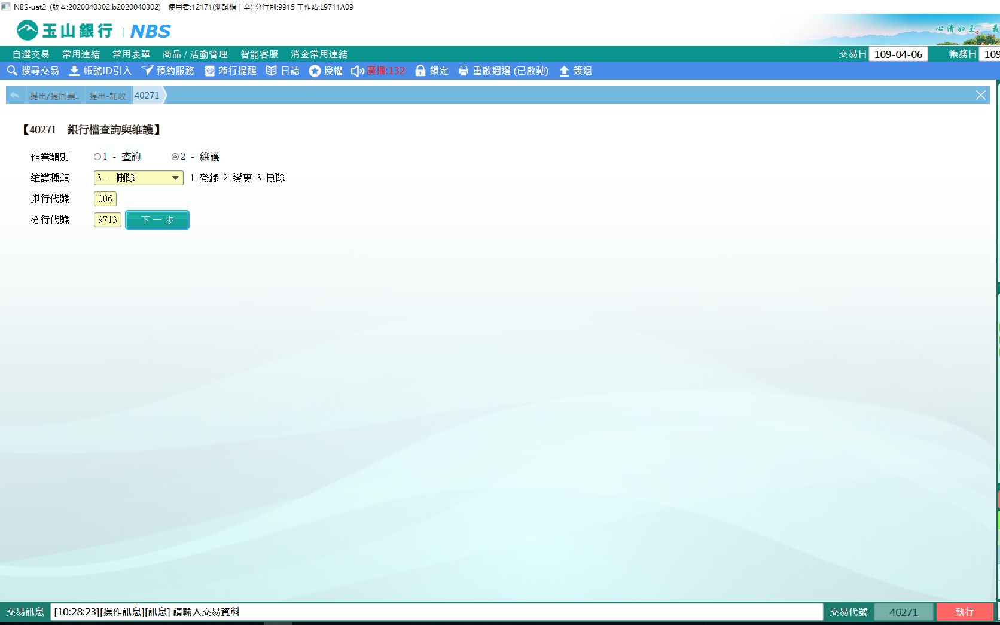 NBS-uat2 (版本:2020040302.b2020040302) 使用者:12171(測試櫃丁辛) 分行別:9915 工作站:L9711A09
玉山銀行 | NBS
心清如玉
自選交易 常用連結 常用表單 商品 / 活動管理 智能客服 消金常用連結 交易日 109-04-06 帳務日 109
搜尋交易 帳號ID引入 預約服務 蒞行提醒 日誌 授權 廣播:132 鎖定 重啟週邊 (已啟動) 簽退
提出/提回票.. 提出-託收 40271
【40271 銀行檔查詢與維護】
作業類別 1 - 查詢 2 - 維護
維護種類 3 - 刪除 1-登錄 2-變更 3-刪除
銀行代號 006
分行代號 9713 下一步
交易訊息 [10:28:23][操作訊息][訊息] 請輸入交易資料 交易代號 40271 執行